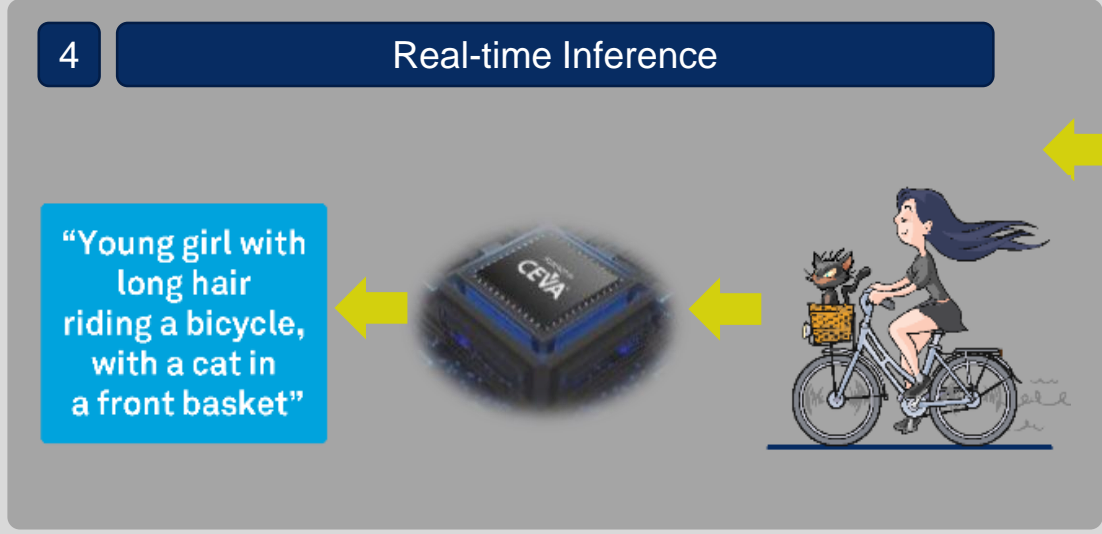 4
Real-time Inference
“Young girl with
long hair
riding a bicycle,
with a cat in
a front basket”
CEVA